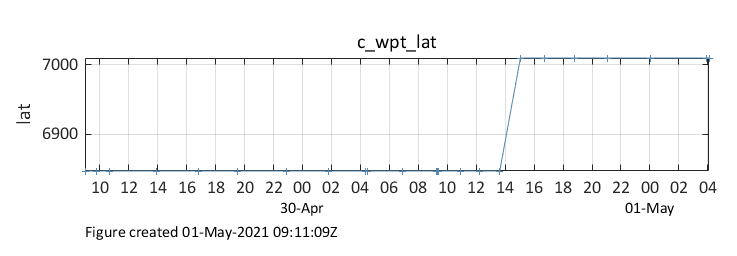 c_wpt_lat
7000
6900
lat
10 12 14 16 18 20 22 00 02 04 06 08 10 12 14 16 18 20 22 00 02 04
30-Apr 01-May
Figure created 01-May-2021 09:11:09Z